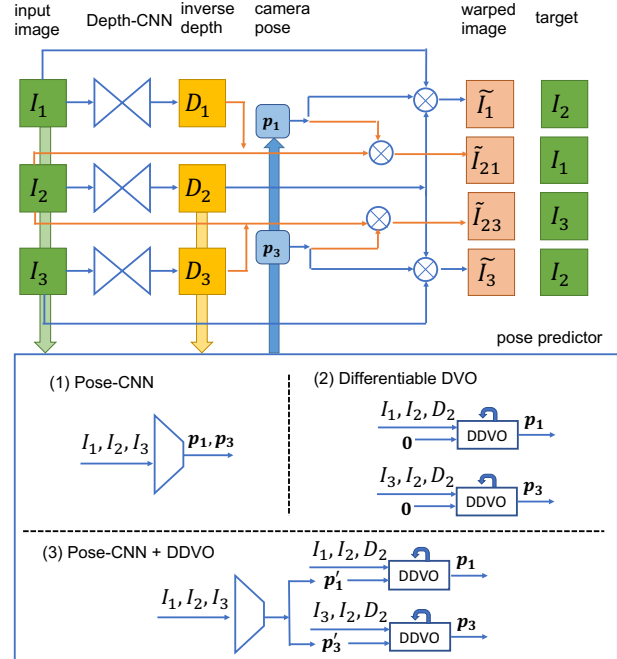 input image
Depth-CNN
inverse depth
camera pose
warped image
target
I₁
D₁
p₁
Ĩ₁
I₂
Ĩ₂₁
I₁
I₂
D₂
Ĩ₂₃
I₃
I₃
D₃
p₃
Ĩ₃
I₂
pose predictor
(1) Pose-CNN
I₁, I₂, I₃
p₁, p₃
(2) Differentiable DVO
I₁, I₂, D₂
0
DDVO
p₁
I₃, I₂, D₂
0
DDVO
p₃
(3) Pose-CNN + DDVO
I₁, I₂, I₃
I₁, I₂, D₂
p₁′
DDVO
p₁
I₃, I₂, D₂
p₃′
DDVO
p₃